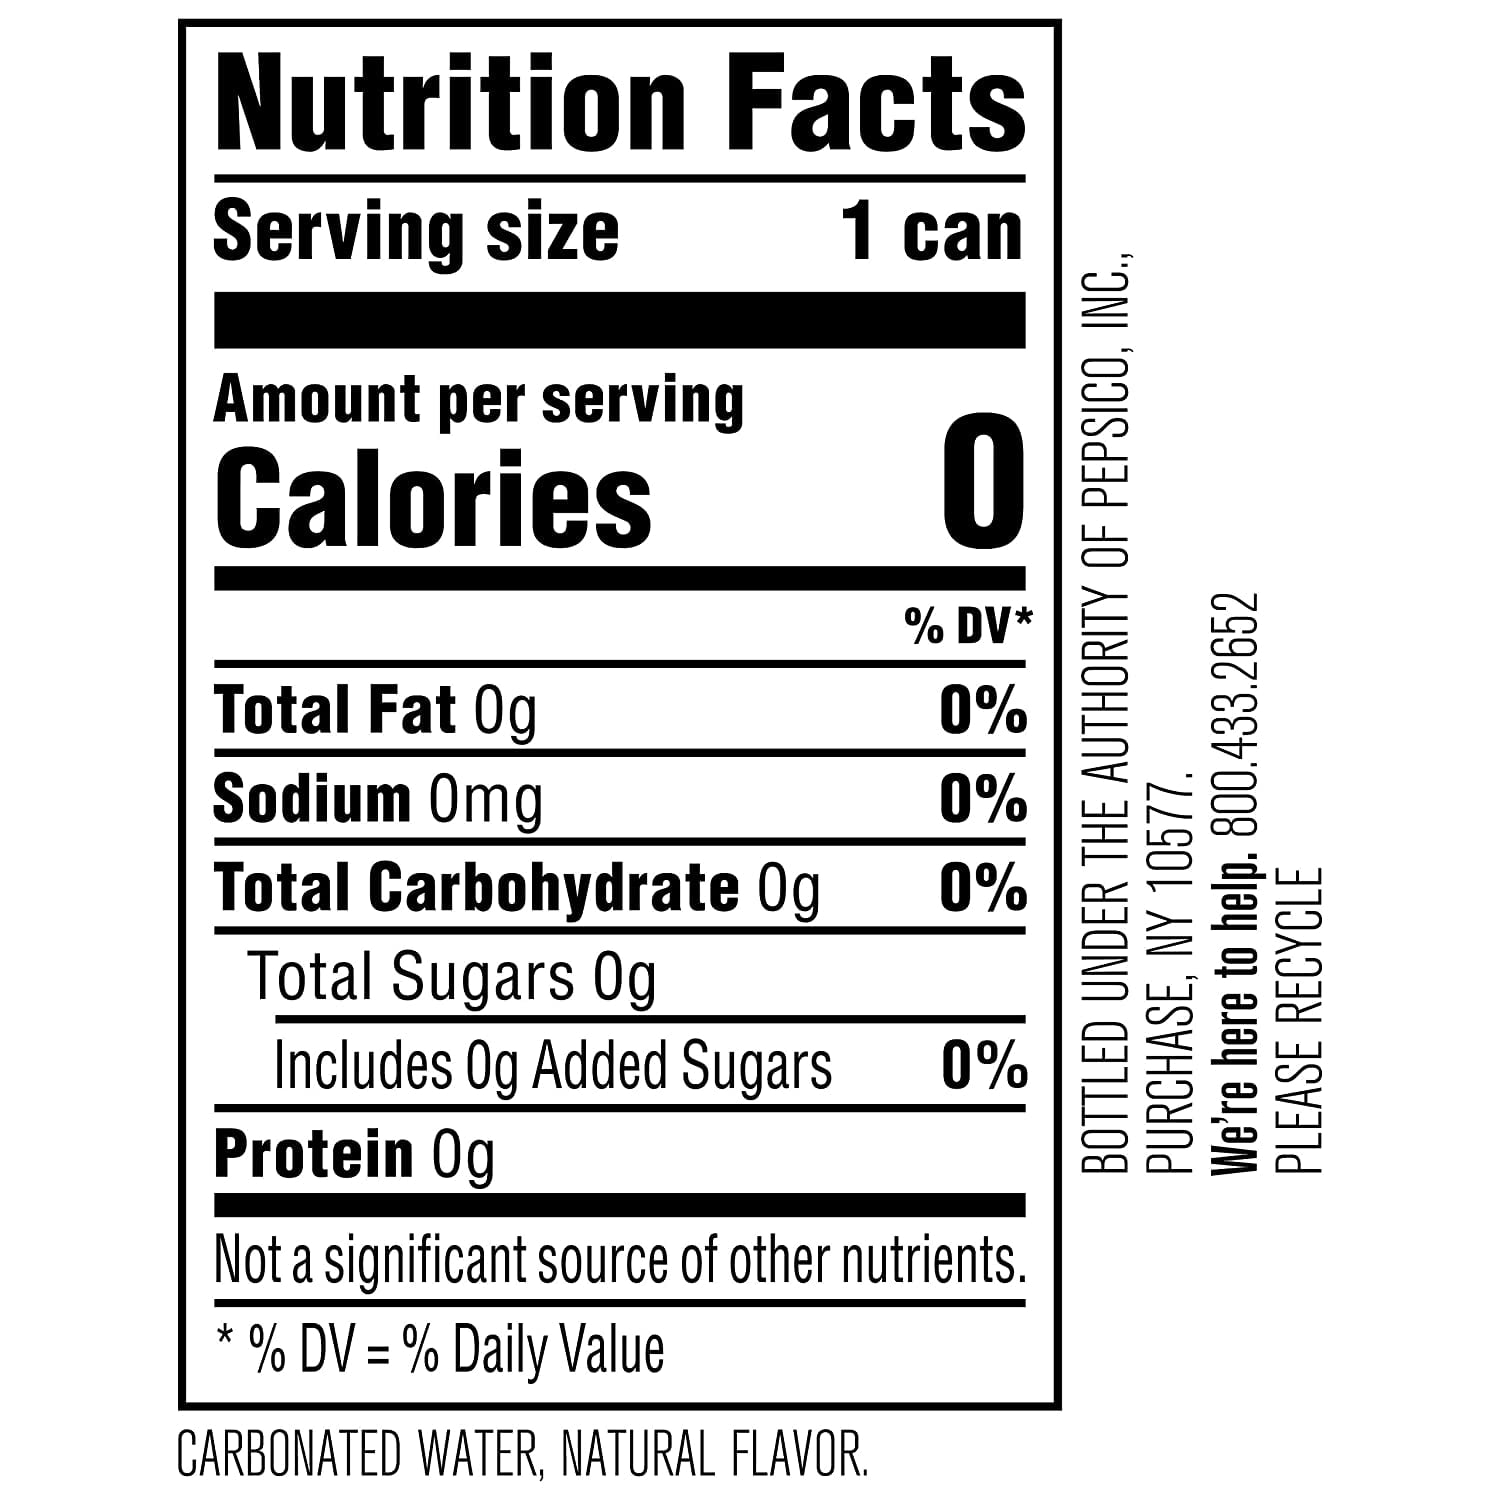 Nutrition Facts
Serving size 1 can
Amount per serving
Calories 0
% DV*
Total Fat 0g 0%
Sodium 0mg 0%
Total Carbohydrate 0g 0%
Total Sugars 0g
Includes 0g Added Sugars 0%
Protein 0g
Not a significant source of other nutrients.
* % DV = % Daily Value
CARBONATED WATER, NATURAL FLAVOR.
BOTTLED UNDER THE AUTHORITY OF PEPSICO, INC.,
PURCHASE, NY 10577.
We're here to help. 800.433.2652
PLEASE RECYCLE